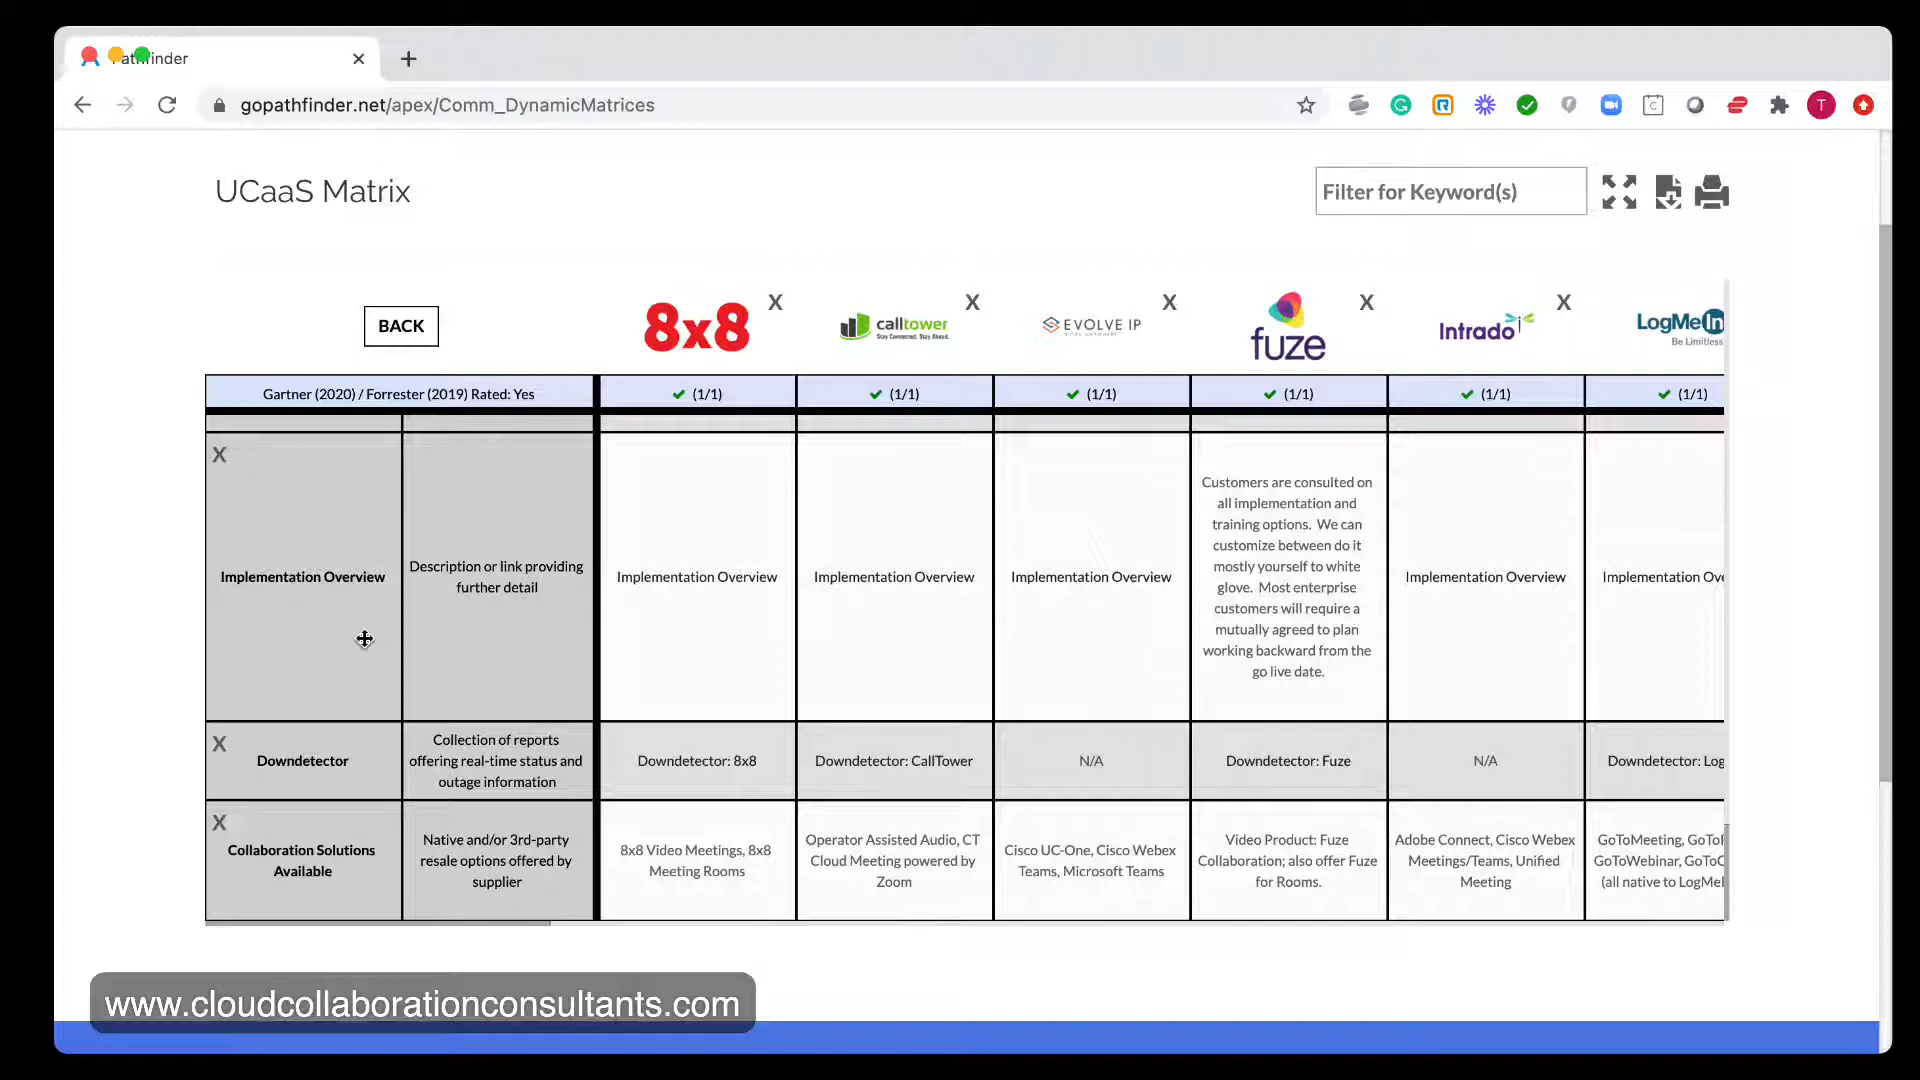 Pathfinder
gopathfinder.net/apex/Comm_DynamicMatrices
T
UCaaS Matrix
Filter for Keyword(s)
BACK
8x8
X
calltower
Stay Connected. Stay Ahead.
X
EVOLVE IP
X
fuze
X
Intrado
X
LogMeIn
Be Limitless
Gartner (2020) / Forrester (2019) Rated: Yes
(1/1)
(1/1)
(1/1)
(1/1)
(1/1)
(1/1)
X
Implementation Overview
Description or link providing
further detail
Implementation Overview
Implementation Overview
Implementation Overview
Customers are consulted on
all implementation and
training options. We can
customize between do it
mostly yourself to white
glove. Most enterprise
customers will require a
mutually agreed to plan
working backward from the
go live date.
Implementation Overview
Implementation Ove
X
Downdetector
Collection of reports
offering real-time status and
outage information
Downdetector: 8x8
Downdetector: CallTower
N/A
Downdetector: Fuze
N/A
Downdetector: Log
X
Collaboration Solutions
Available
Native and/or 3rd-party
resale options offered by
supplier
8x8 Video Meetings, 8x8
Meeting Rooms
Operator Assisted Audio, CT
Cloud Meeting powered by
Zoom
Cisco UC-One, Cisco Webex
Teams, Microsoft Teams
Video Product: Fuze
Collaboration; also offer Fuze
for Rooms.
Adobe Connect, Cisco Webex
Meetings/Teams, Unified
Meeting
GoToMeeting, GoTo
GoToWebinar, GoTo
(all native to LogMe
www.cloudcollaborationconsultants.com